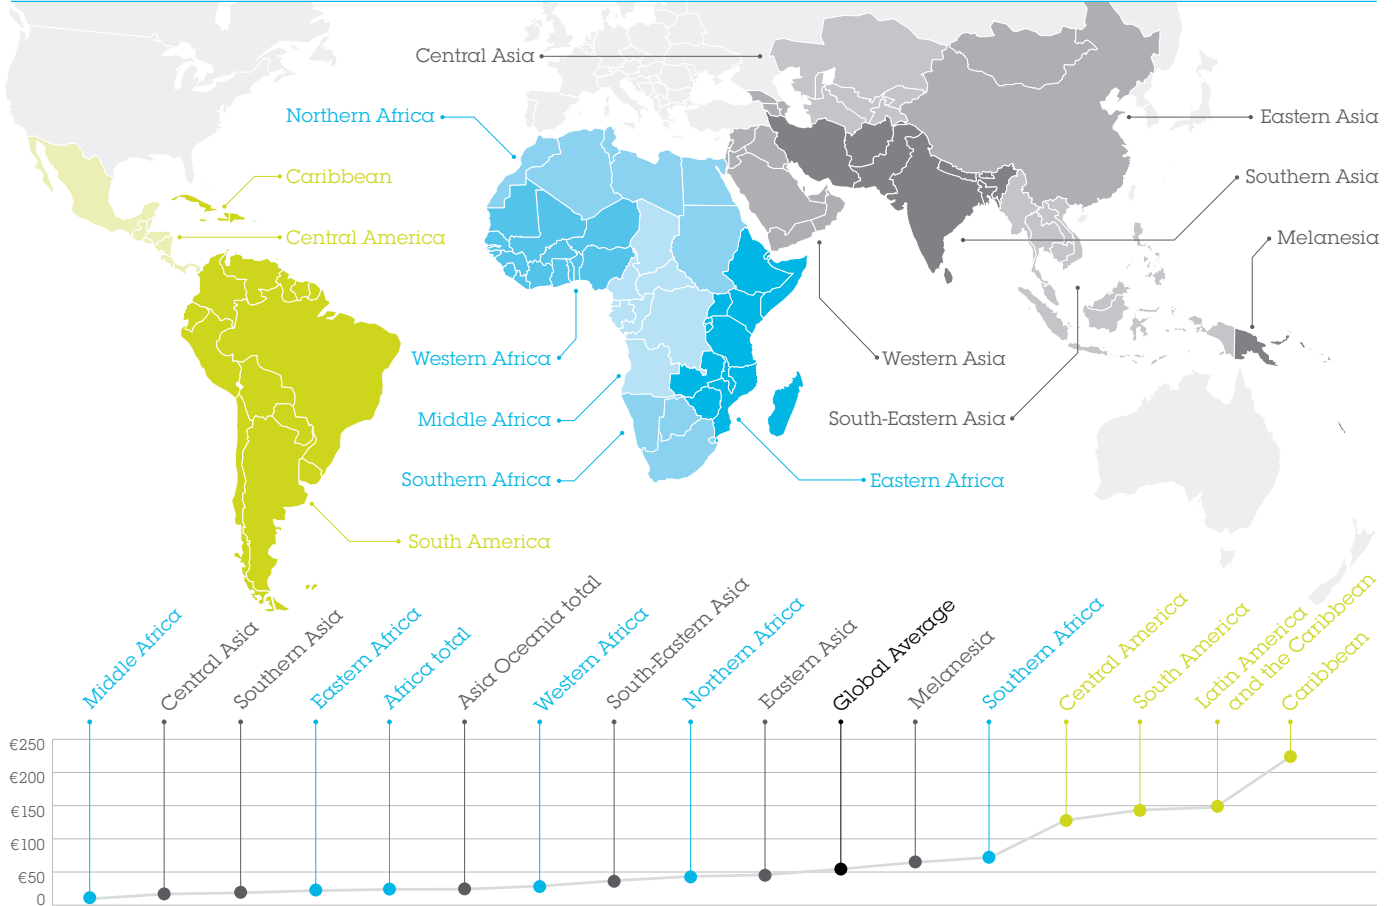 Central Asia
Northern Africa
Eastern Asia
Caribbean
Southern Asia
Central America
Melanesia
Western Africa
Western Asia
Middle Africa
South-Eastern Asia
Southern Africa
Eastern Africa
South America
Middle Africa
Central Asia
Southern Asia
Eastern Africa
Africa total
Asia Oceania total
Western Africa
South-Eastern Asia
Northern Africa
Eastern Asia
Global Average
Melanesia
Southern Africa
Central America
South America
Latin America
and the Caribbean
Caribbean
€250
€200
€150
€100
€50
0